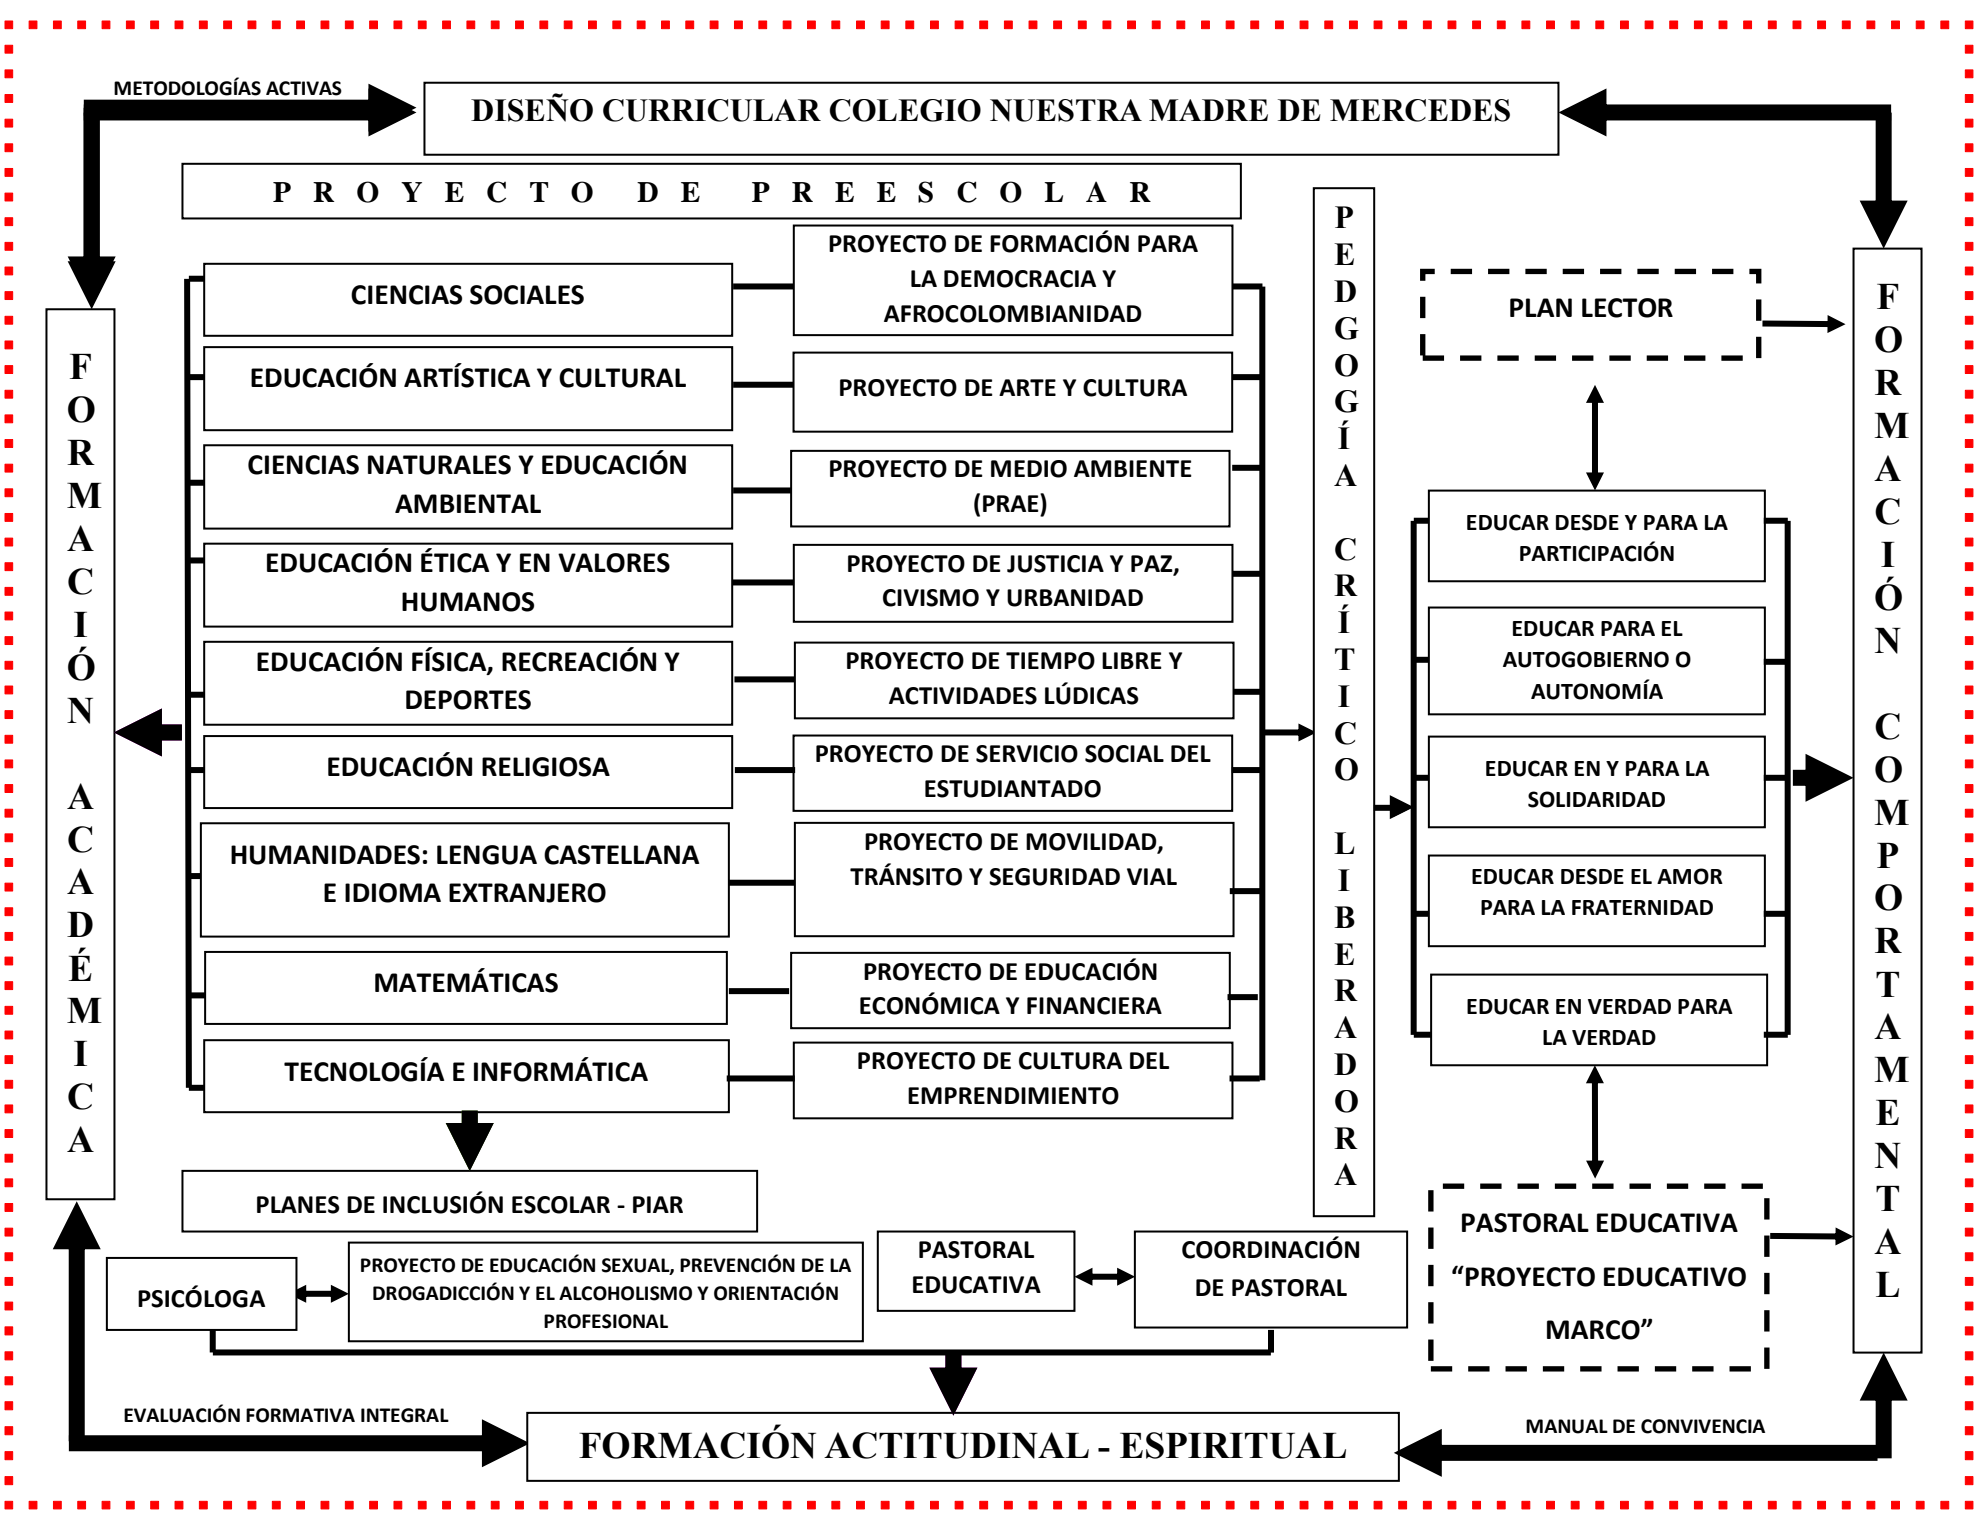 METODOLOGÍAS ACTIVAS
DISEÑO CURRICULAR COLEGIO NUESTRA MADRE DE MERCEDES
PROYECTO DE PREESCOLAR
FORMACIÓN ACADÉMICA
CIENCIAS SOCIALES
PROYECTO DE FORMACIÓN PARA
LA DEMOCRACIA Y
AFROCOLOMBIANIDAD
EDUCACIÓN ARTÍSTICA Y CULTURAL
PROYECTO DE ARTE Y CULTURA
CIENCIAS NATURALES Y EDUCACIÓN
AMBIENTAL
PROYECTO DE MEDIO AMBIENTE
(PRAE)
EDUCACIÓN ÉTICA Y EN VALORES
HUMANOS
PROYECTO DE JUSTICIA Y PAZ,
CIVISMO Y URBANIDAD
EDUCACIÓN FÍSICA, RECREACIÓN Y
DEPORTES
PROYECTO DE TIEMPO LIBRE Y
ACTIVIDADES LÚDICAS
EDUCACIÓN RELIGIOSA
PROYECTO DE SERVICIO SOCIAL DEL
ESTUDIANTADO
HUMANIDADES: LENGUA CASTELLANA
E IDIOMA EXTRANJERO
PROYECTO DE MOVILIDAD,
TRÁNSITO Y SEGURIDAD VIAL
MATEMÁTICAS
PROYECTO DE EDUCACIÓN
ECONÓMICA Y FINANCIERA
TECNOLOGÍA E INFORMÁTICA
PROYECTO DE CULTURA DEL
EMPRENDIMIENTO
PLANES DE INCLUSIÓN ESCOLAR - PIAR
PEDGOGÍA CRÍTICO LIBERADORA
PLAN LECTOR
EDUCAR DESDE Y PARA LA
PARTICIPACIÓN
EDUCAR PARA EL
AUTOGOBIERNO O
AUTONOMÍA
EDUCAR EN Y PARA LA
SOLIDARIDAD
EDUCAR DESDE EL AMOR
PARA LA FRATERNIDAD
EDUCAR EN VERDAD PARA
LA VERDAD
PASTORAL EDUCATIVA
“PROYECTO EDUCATIVO
MARCO”
FORMACIÓN COMPORTAMENTAL
PSICÓLOGA
PROYECTO DE EDUCACIÓN SEXUAL, PREVENCIÓN DE LA
DROGADICCIÓN Y EL ALCOHOLISMO Y ORIENTACIÓN
PROFESIONAL
PASTORAL
EDUCATIVA
COORDINACIÓN
DE PASTORAL
EVALUACIÓN FORMATIVA INTEGRAL
FORMACIÓN ACTITUDINAL - ESPIRITUAL
MANUAL DE CONVIVENCIA